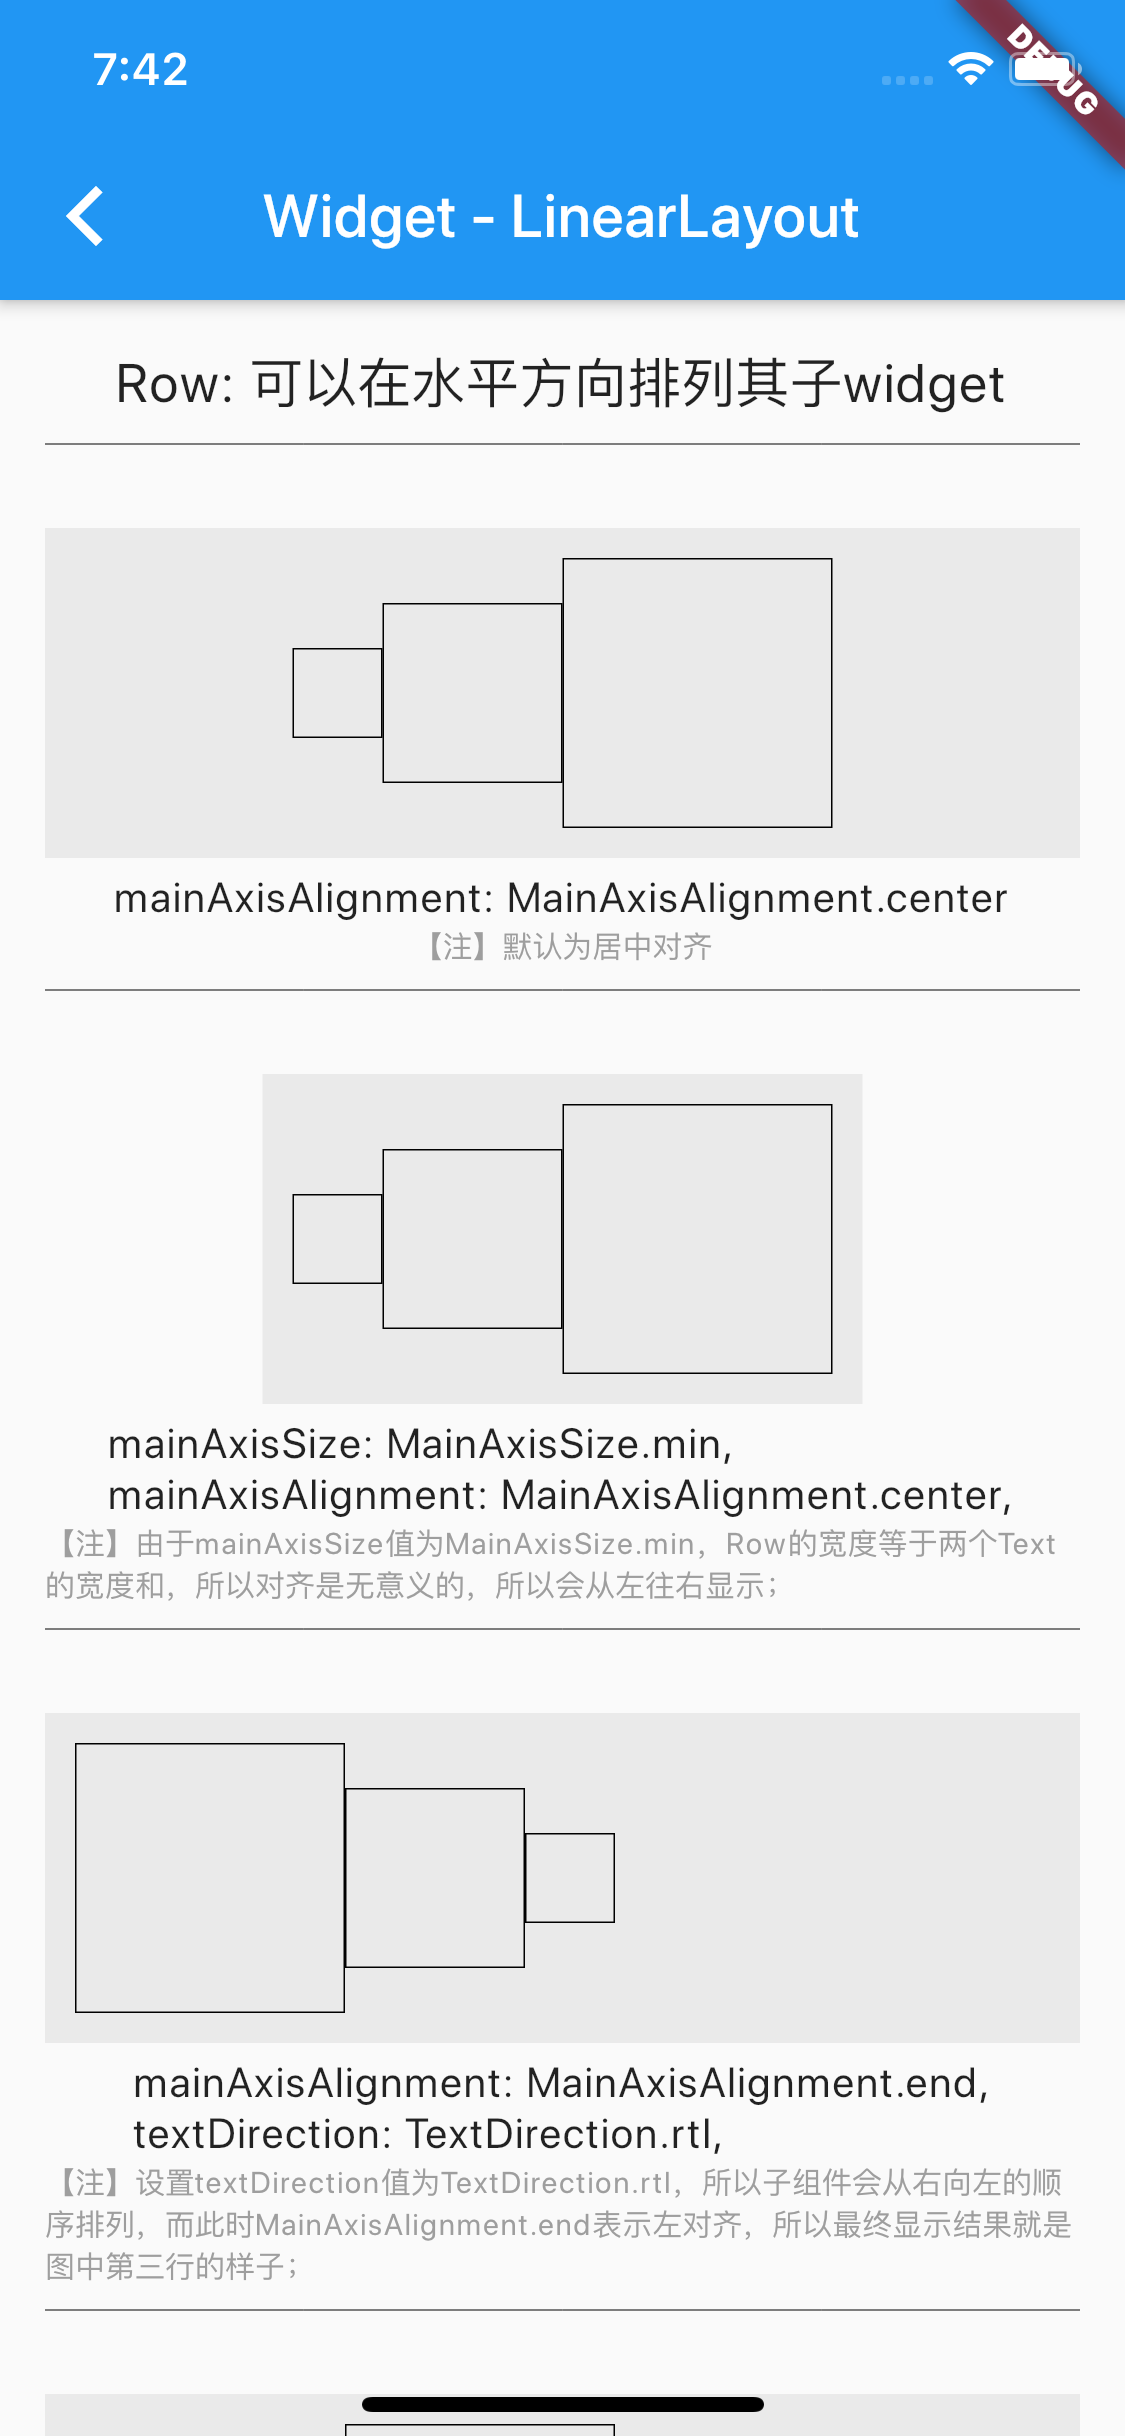 7:42
DEBUG
Widget - LinearLayout
Row: 可以在水平方向排列其子widget
mainAxisAlignment: MainAxisAlignment.center
【注】默认为居中对齐
mainAxisSize: MainAxisSize.min,
mainAxisAlignment: MainAxisAlignment.center,
【注】由于mainAxisSize值为MainAxisSize.min，Row的宽度等于两个Text
的宽度和，所以对齐是无意义的，所以会从左往右显示；
mainAxisAlignment: MainAxisAlignment.end,
textDirection: TextDirection.rtl,
【注】设置textDirection值为TextDirection.rtl，所以子组件会从右向左的顺
序排列，而此时MainAxisAlignment.end表示左对齐，所以最终显示结果就是
图中第三行的样子；